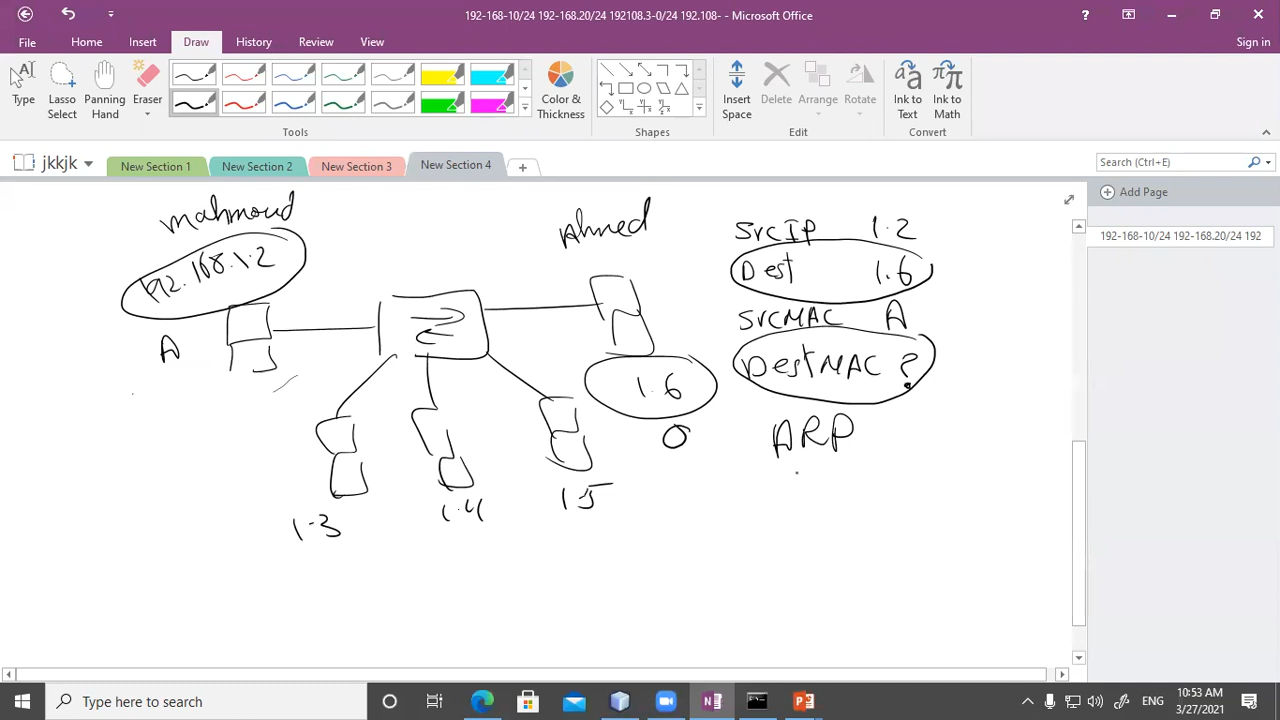 192-168-10/24 192-168.20/24 192108.3-0/24 192.108- - Microsoft Office
File Home Insert Draw History Review View Sign in
Type
Lasso Select
Panning Hand
Eraser
Color & Thickness
Insert Space
Delete
Arrange
Rotate
Ink to Text
Ink to Math
Tools
Shapes
Edit
Convert
jkkjk New Section 1 New Section 2 New Section 3 New Section 4
Search (Ctrl+E)
Add Page
192-168-10/24 192-168.20/24 192
mahmoud
192.168.1.2
A
Ahmed
1.6
O
1.3
1.4
1.5
SrcIP 1.2
Dest 1.6
SrcMAC A
DestMAC ?
ARP
Type here to search
ENG
10:53 AM
3/27/2021